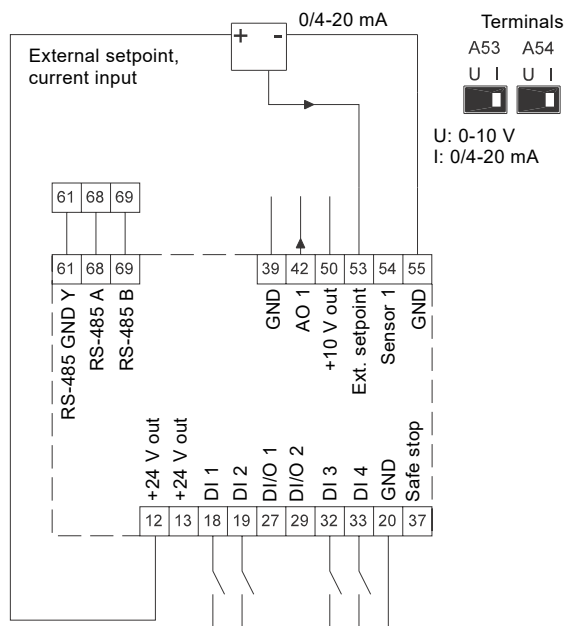 0/4-20 mA
Terminals
External setpoint,
current input
+ -
A53 A54
U I U I
U: 0-10 V
I: 0/4-20 mA
61 68 69
61 68 69
39 42 50 53 54 55
RS-485 GND Y
RS-485 A
RS-485 B
GND
AO 1
+10 V out
Ext. setpoint
Sensor 1
GND
+24 V out
+24 V out
DI 1
DI 2
DI/O 1
DI/O 2
DI 3
DI 4
GND
Safe stop
12 13 18 19 27 29 32 33 20 37